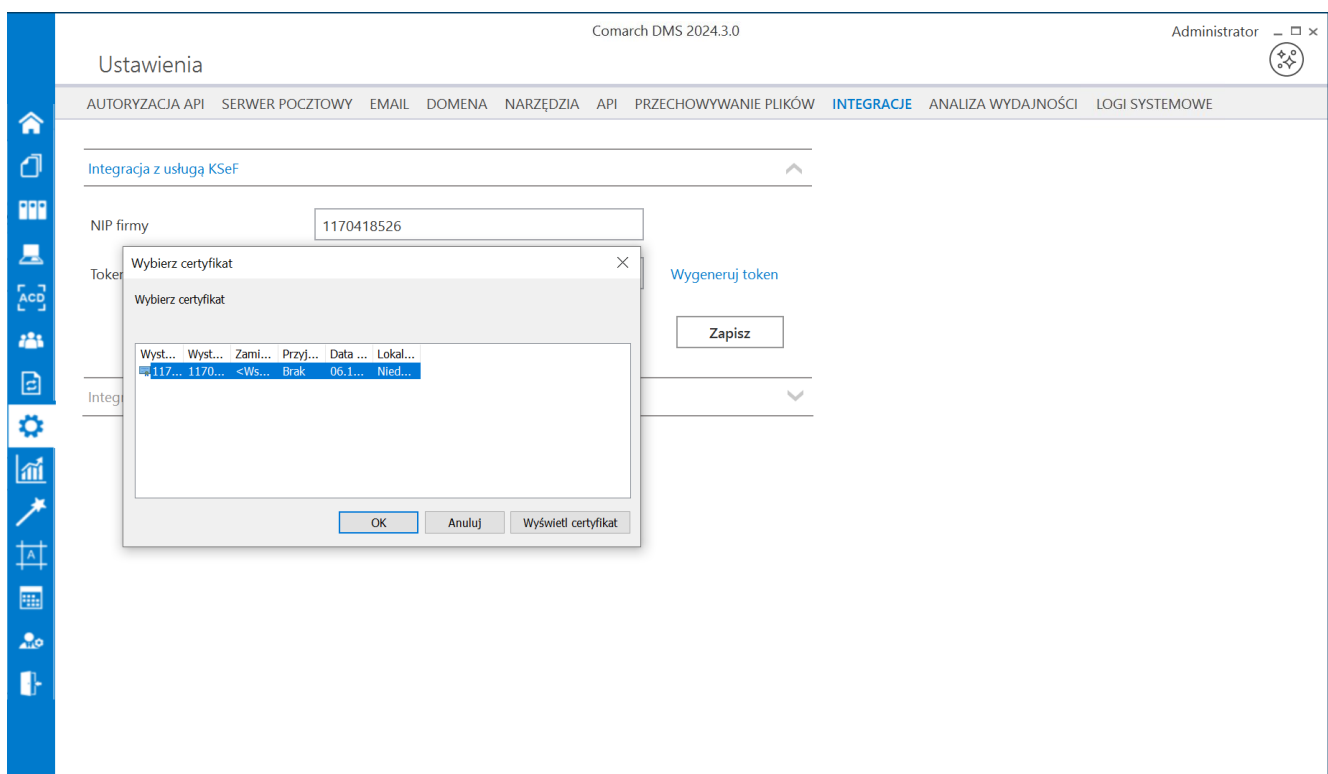 Comarch DMS 2024.3.0
Administrator
Ustawienia
AUTORYZACJA API SERWER POCZTOWY EMAIL DOMENA NARZĘDZIA API PRZECHOWYWANIE PLIKÓW INTEGRACJE ANALIZA WYDAJNOŚCI LOGI SYSTEMOWE
Integracja z usługą KSeF
NIP firmy 1170418526
Token Wygeneruj token
Wybierz certyfikat
Wybierz certyfikat
Zapisz
Wyst... Wyst... Zami... Przyj... Data ... Lokal...
117... 1170... <Ws... Brak 06.1... Nied...
Integ
OK Anuluj Wyświetl certyfikat
ACD
A